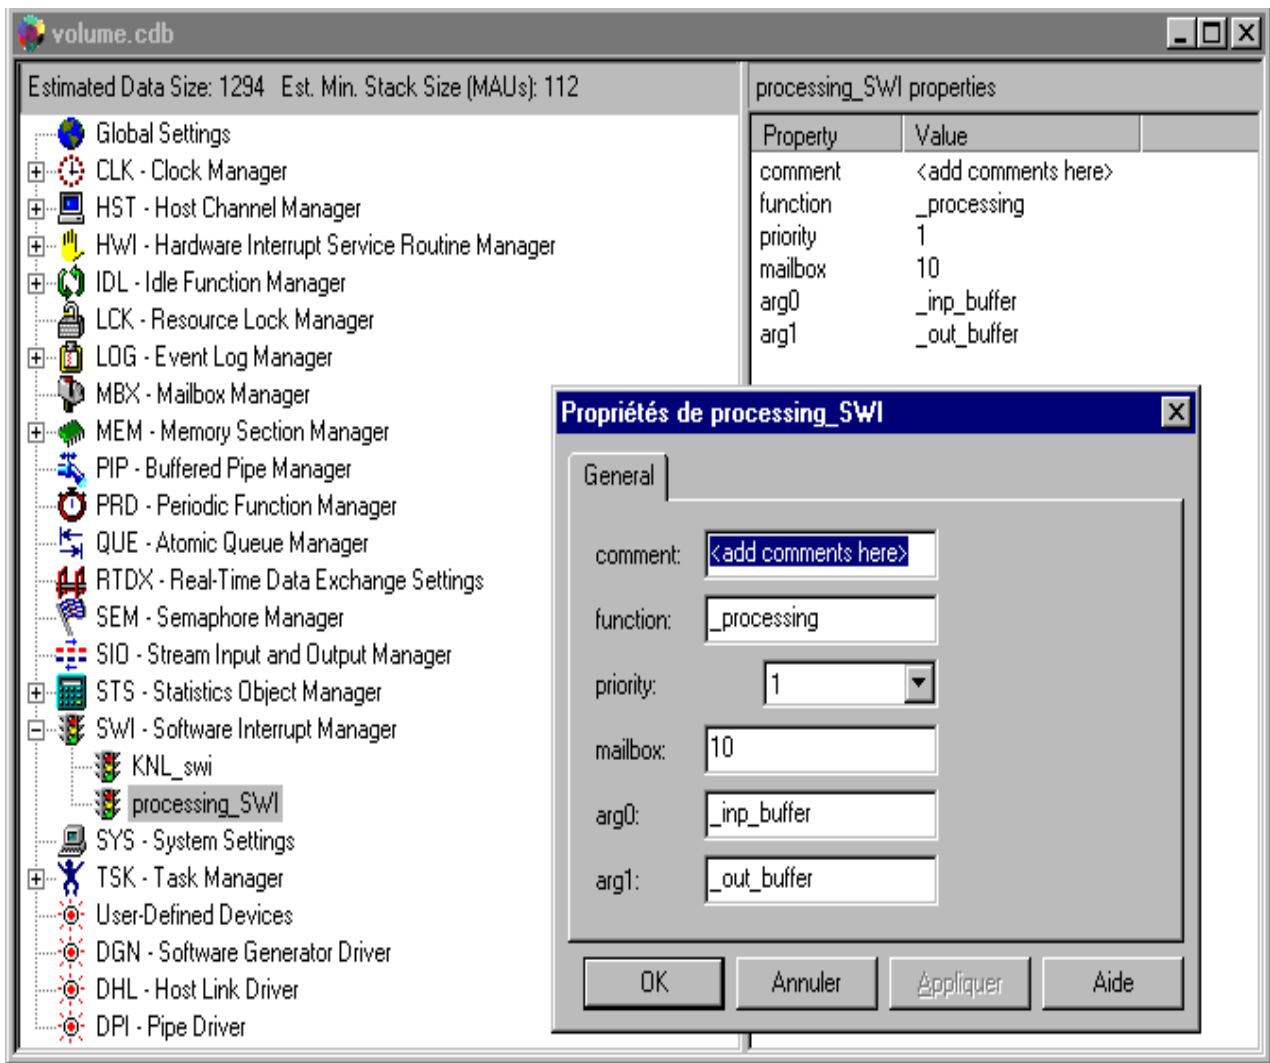 volume.cdb
Estimated Data Size: 1294 Est. Min. Stack Size (MAUs): 112
Global Settings
CLK - Clock Manager
HST - Host Channel Manager
HWI - Hardware Interrupt Service Routine Manager
IDL - Idle Function Manager
LCK - Resource Lock Manager
LOG - Event Log Manager
MBX - Mailbox Manager
MEM - Memory Section Manager
PIP - Buffered Pipe Manager
PRD - Periodic Function Manager
QUE - Atomic Queue Manager
RTDX - Real-Time Data Exchange Settings
SEM - Semaphore Manager
SIO - Stream Input and Output Manager
STS - Statistics Object Manager
SWI - Software Interrupt Manager
KNL_swi
processing_SWI
SYS - System Settings
TSK - Task Manager
User-Defined Devices
DGN - Software Generator Driver
DHL - Host Link Driver
DPI - Pipe Driver
processing_SWI properties
Property Value
comment <add comments here>
function _processing
priority 1
mailbox 10
arg0 _inp_buffer
arg1 _out_buffer
Propriétés de processing_SWI
General
comment: <add comments here>
function: _processing
priority: 1
mailbox: 10
arg0: _inp_buffer
arg1: _out_buffer
OK Annuler Appliquer Aide